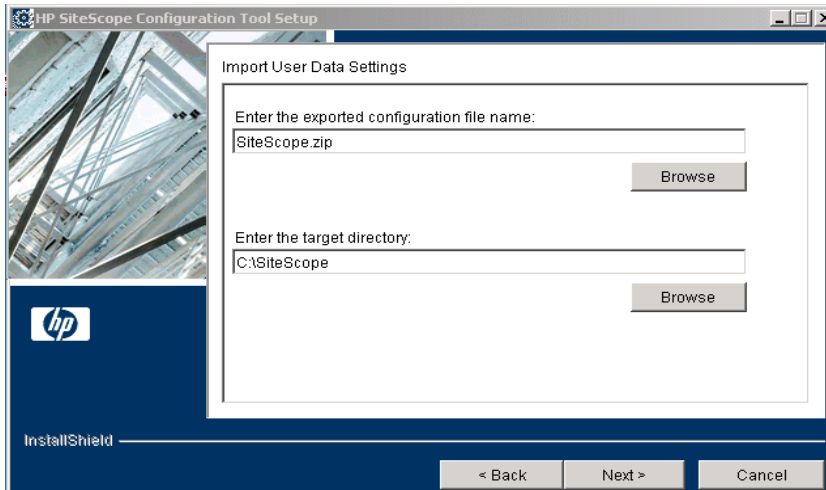 HP SiteScope Configuration Tool Setup
Import User Data Settings
Enter the exported configuration file name:
SiteScope.zip
Browse
Enter the target directory:
C:\SiteScope
Browse
hp
InstallShield
< Back
Next >
Cancel